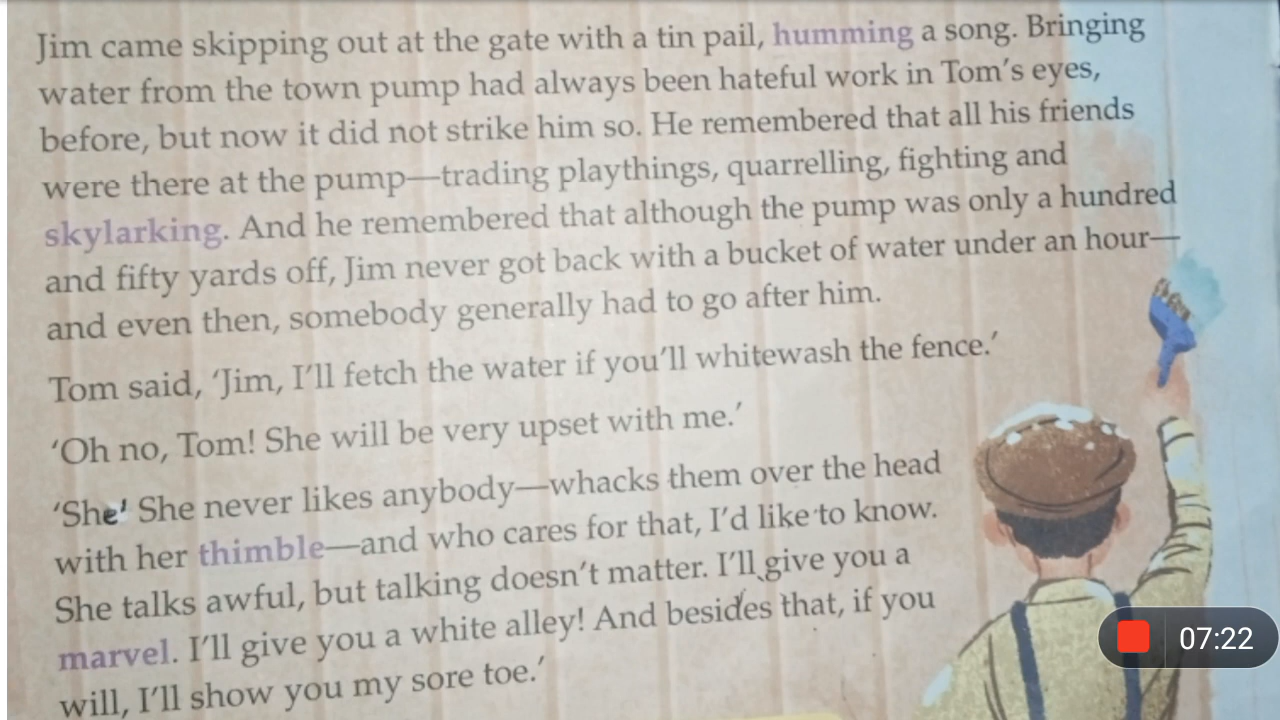 Jim came skipping out at the gate with a tin pail, humming a song. Bringing
water from the town pump had always been hateful work in Tom's eyes,
before, but now it did not strike him so. He remembered that all his friends
were there at the pump—trading playthings, quarrelling, fighting and
skylarking. And he remembered that although the pump was only a hundred
and fifty yards off, Jim never got back with a bucket of water under an hour—
and even then, somebody generally had to go after him.
Tom said, 'Jim, I'll fetch the water if you'll whitewash the fence.'
'Oh no, Tom! She will be very upset with me.'
'She! She never likes anybody—whacks them over the head
with her thimble—and who cares for that, I'd like to know.
She talks awful, but talking doesn't matter. I'll give you a
marvel. I'll give you a white alley! And besides that, if you
will, I'll show you my sore toe.'
07:22